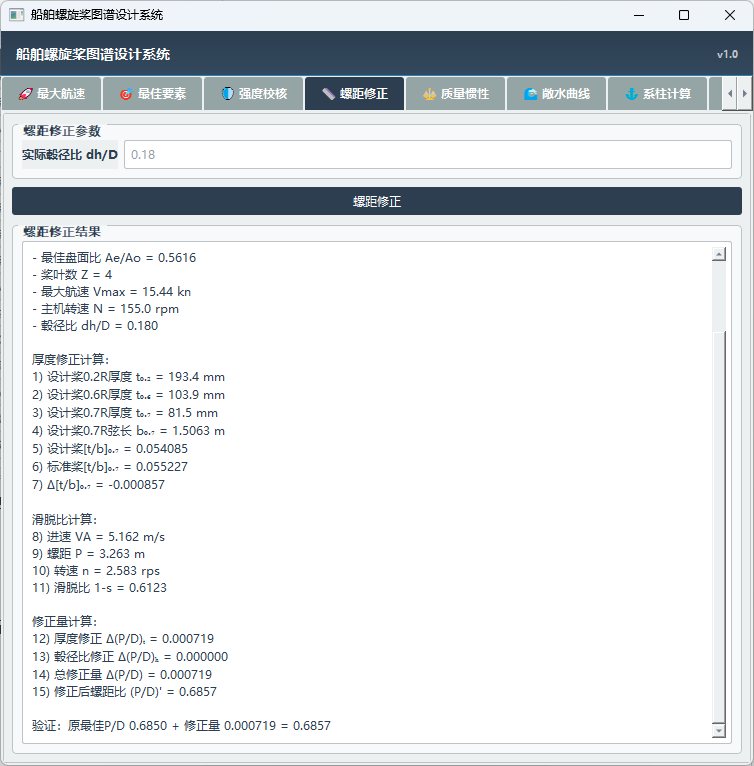 船舶螺旋桨图谱设计系统
船舶螺旋桨图谱设计系统
v1.0
最大航速
最佳要素
强度校核
螺距修正
质量惯性
敞水曲线
系柱计算
螺距修正参数
实际毂径比 dh/D
0.18
螺距修正
螺距修正结果
- 最佳盘面比 Ae/Ao = 0.5616
- 桨叶数 Z = 4
- 最大航速 Vmax = 15.44 kn
- 主机转速 N = 155.0 rpm
- 毂径比 dh/D = 0.180
厚度修正计算:
1) 设计桨0.2R厚度 t₀.₂ = 193.4 mm
2) 设计桨0.6R厚度 t₀.₆ = 103.9 mm
3) 设计桨0.7R厚度 t₀.₇ = 81.5 mm
4) 设计桨0.7R弦长 b₀.₇ = 1.5063 m
5) 设计桨[t/b]₀.₇ = 0.054085
6) 标准桨[t/b]₀.₇ = 0.055227
7) Δ[t/b]₀.₇ = -0.000857
滑脱比计算:
8) 进速 VA = 5.162 m/s
9) 螺距 P = 3.263 m
10) 转速 n = 2.583 rps
11) 滑脱比 1-s = 0.6123
修正量计算:
12) 厚度修正 Δ(P/D)ₜ = 0.000719
13) 毂径比修正 Δ(P/D)ₕ = 0.000000
14) 总修正量 Δ(P/D) = 0.000719
15) 修正后螺距比 (P/D)' = 0.6857
验证: 原最佳P/D 0.6850 + 修正量 0.000719 = 0.6857